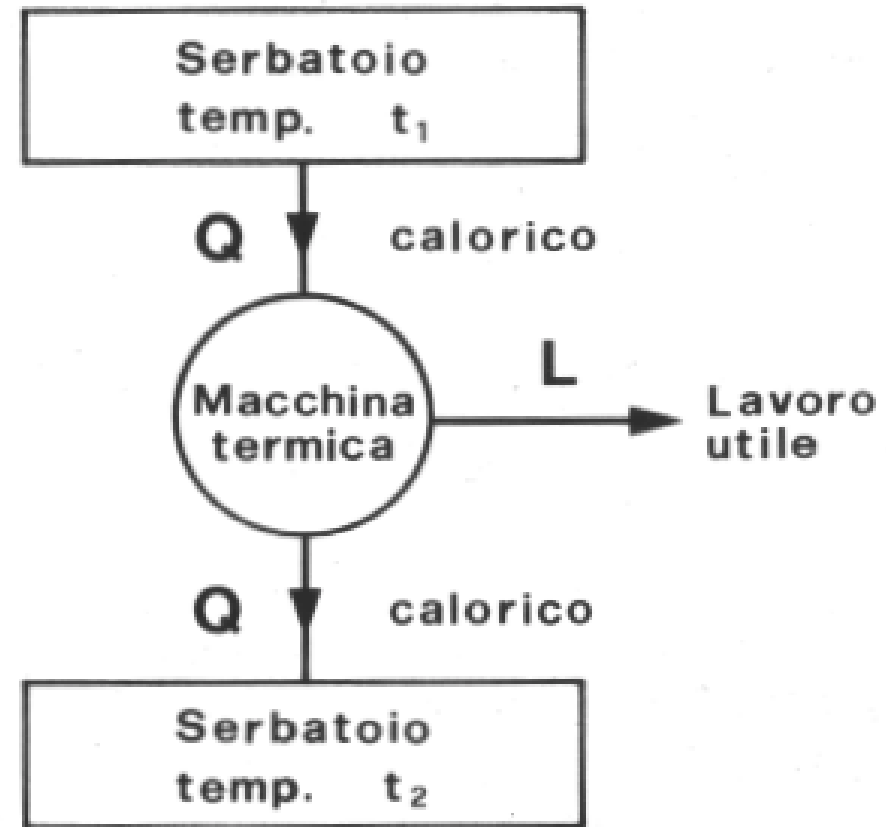 Serbatoio
temp. t₁
Q calorico
L
Macchina
termica
Lavoro
utile
Q calorico
Serbatoio
temp. t₂